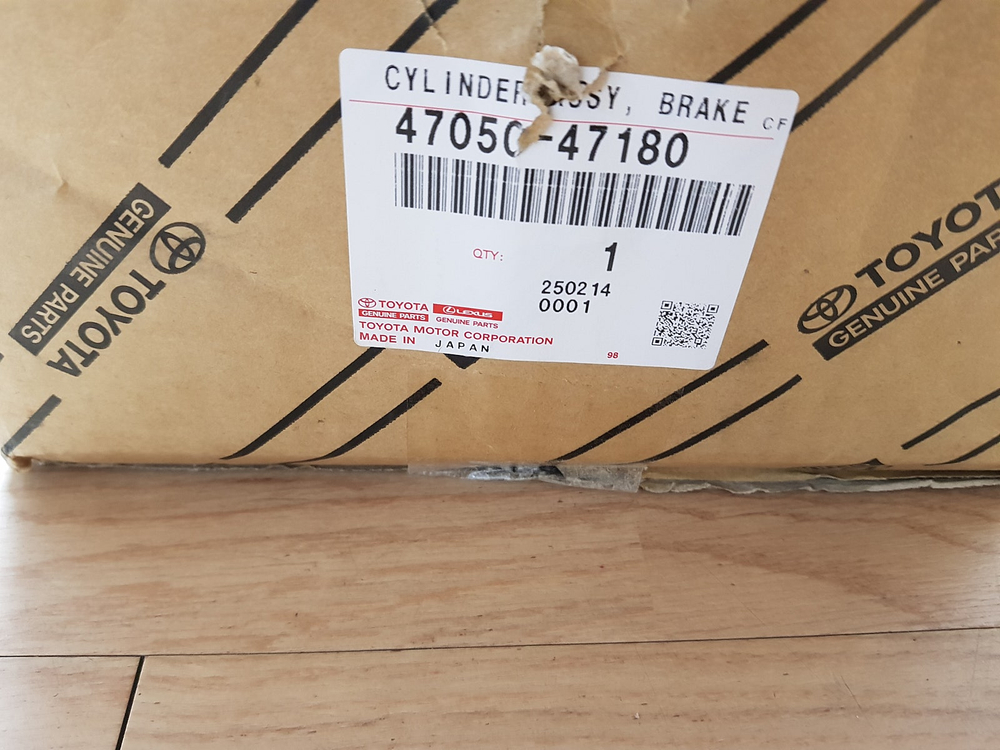 CYLINDER ASSY, BRAKE CF
47050-47180
QTY: 1
250214
0001
TOYOTA LEXUS
GENUINE PARTS GENUINE PARTS
TOYOTA MOTOR CORPORATION
MADE IN JAPAN
98
GENUINE PARTS
TOYOTA
TOYOTA
GENUINE PAR